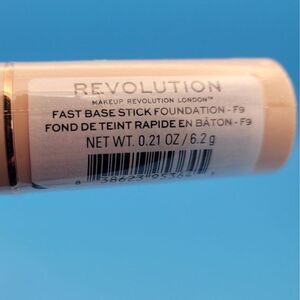 REVOLUTION
MAKEUP REVOLUTION LONDON™
FAST BASE STICK FOUNDATION - F9
FOND DE TEINT RAPIDE EN BÂTON - F9
NET WT. 0.21 OZ / 6.2 g